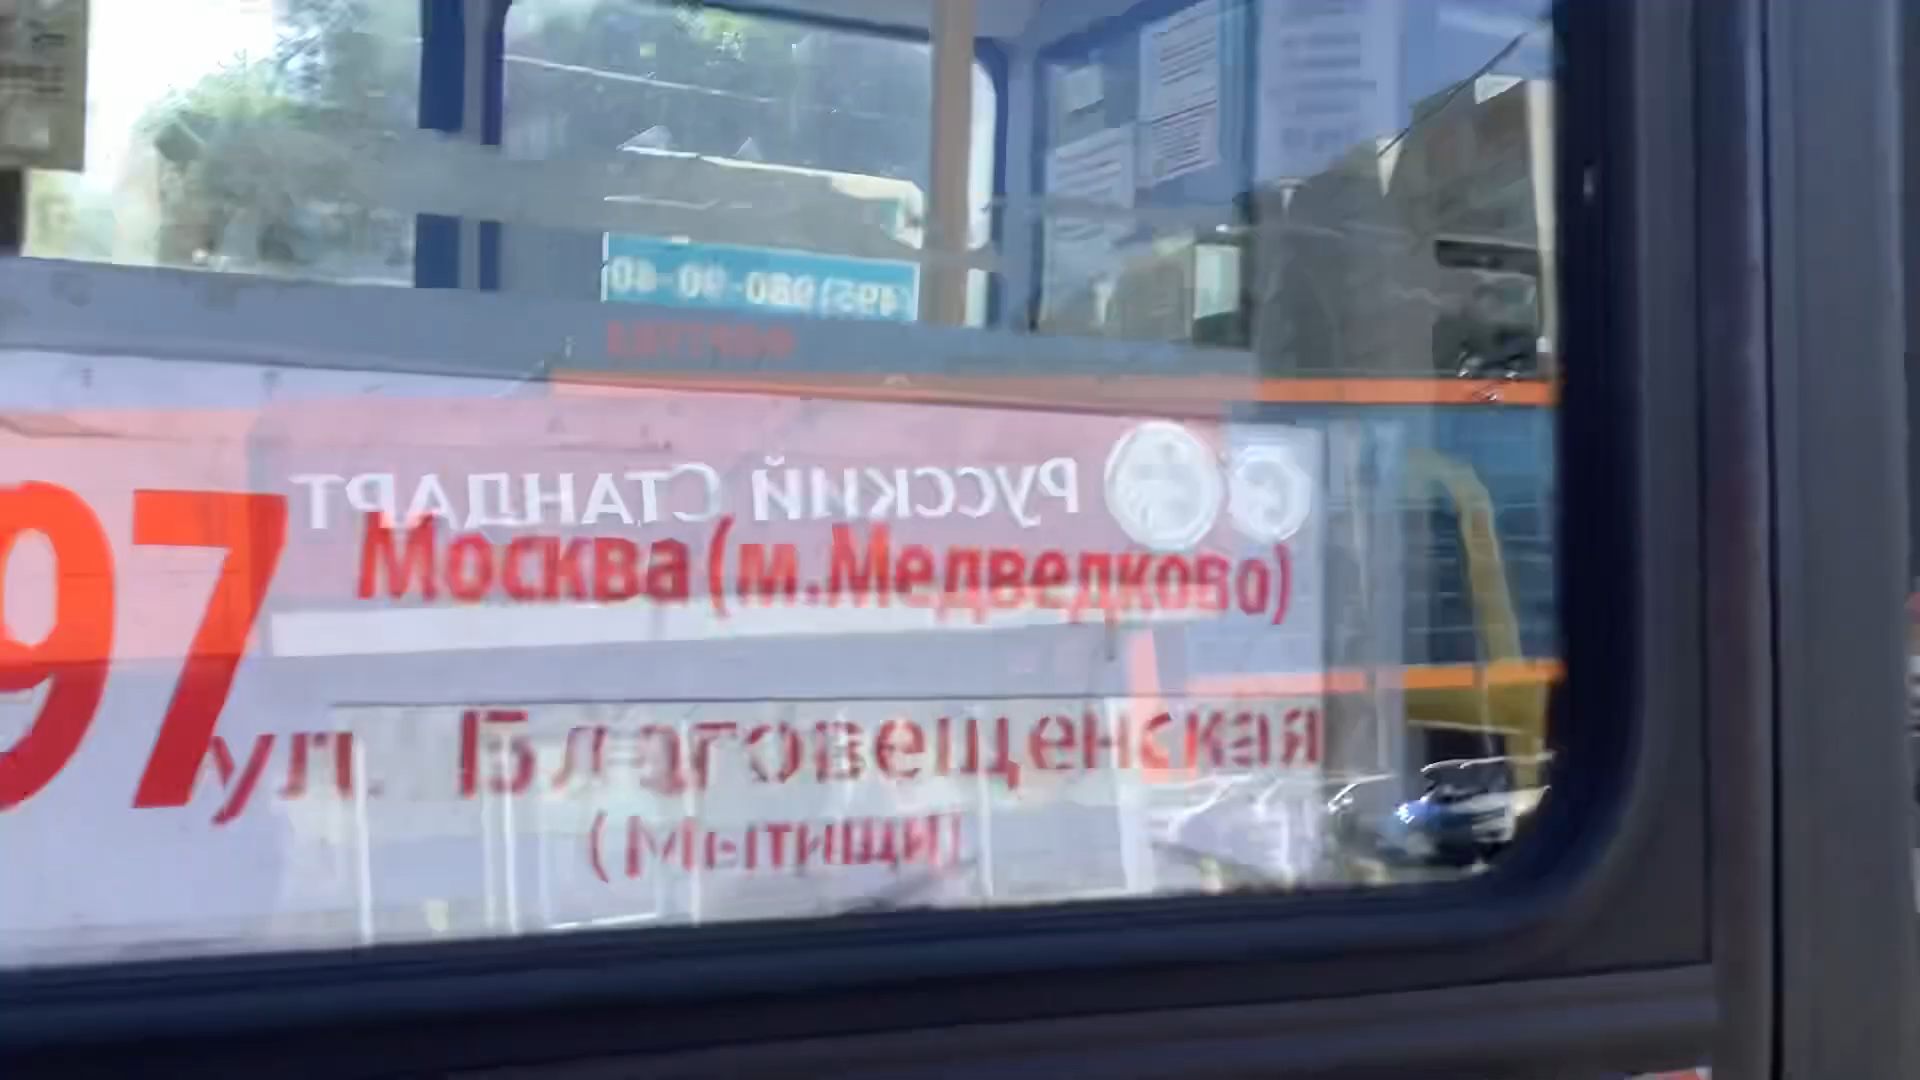 (495) 980-90-40
РУССКИЙ СТАНДАРТ
97
Москва (м.Медведково)
ул. Благовещенская
(Мытищи)